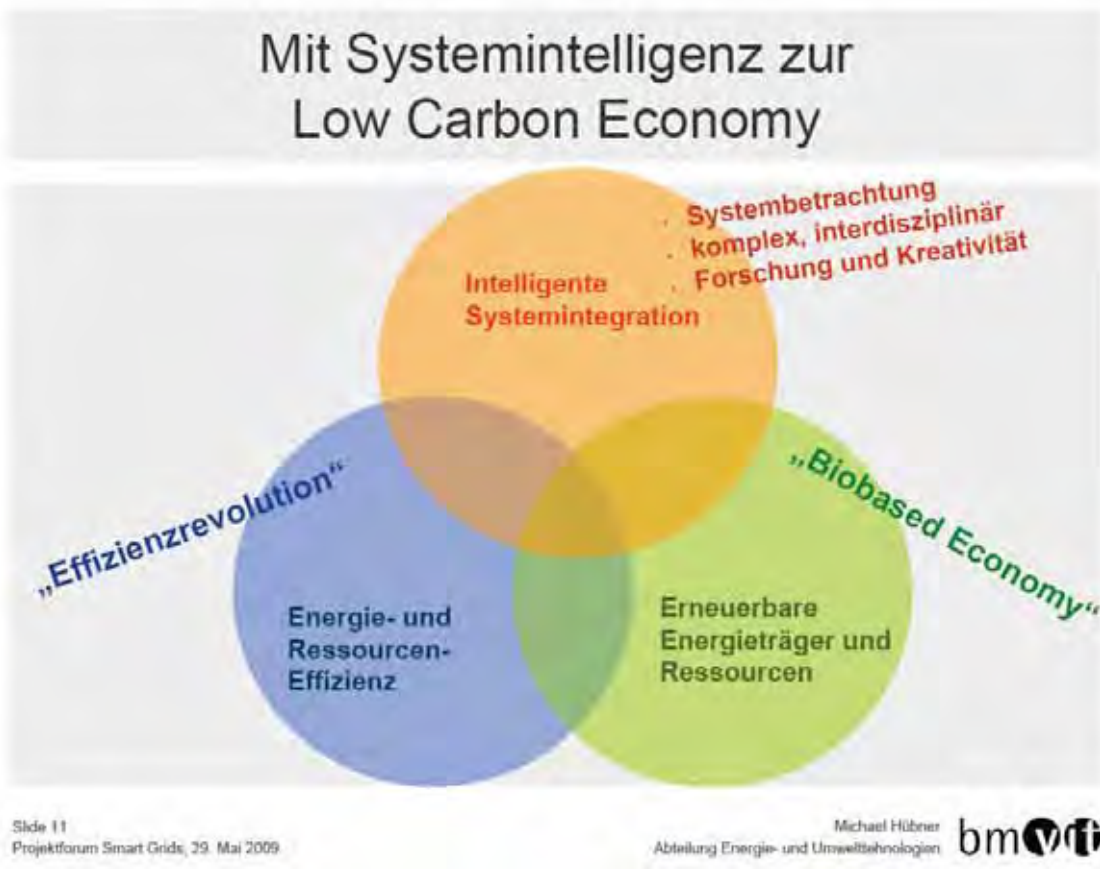 Mit Systemintelligenz zur
Low Carbon Economy
· Systembetrachtung
· komplex, interdisziplinär
· Forschung und Kreativität
Intelligente
Systemintegration
„Effizienzrevolution“
„Biobased Economy“
Energie- und
Ressourcen-
Effizienz
Erneuerbare
Energieträger und
Ressourcen
Slide 11
Projektforum Smart Grids, 29. Mai 2009
Michael Hübner
Abteilung Energie- und Umwelttehnologien
bmvit